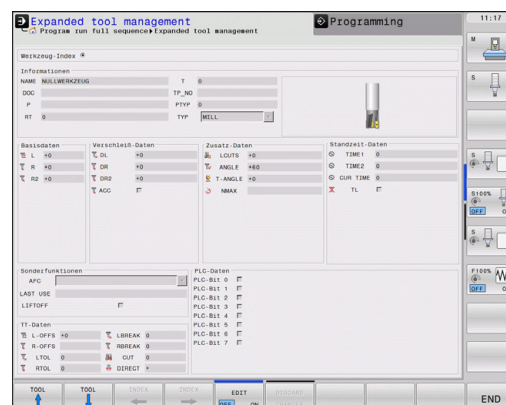 Expanded tool management
Program run full sequence▸Expanded tool management
Programming
11:17
Werkzeug-Index
Informationen
NAME NULLWERKZEUG T 0
DOC TP_NO
P PTYP 0
RT 0 TYP MILL
Basisdaten
L +0
R +0
R2 +0
Verschleiß-Daten
DL +0
DR +0
DR2 +0
ACC
Zusatz-Daten
LCUTS +0
ANGLE +60
T-ANGLE +0
NMAX
Standzeit-Daten
TIME1 0
TIME2 0
CUR TIME 0
TL
Sonderfunktionen
AFC
LAST USE
LIFTOFF
PLC-Daten
PLC-Bit 0
PLC-Bit 1
PLC-Bit 2
PLC-Bit 3
PLC-Bit 4
PLC-Bit 5
PLC-Bit 6
PLC-Bit 7
TT-Daten
L-OFFS +0 LBREAK 0
R-OFFS RBREAK 0
LTOL 0 CUT 0
RTOL 0 DIRECT
M
S
S
S100%
OFF
S
F100%
OFF
TOOL
TOOL
INDEX
INDEX
EDIT
OFF ON
DISCARD
END